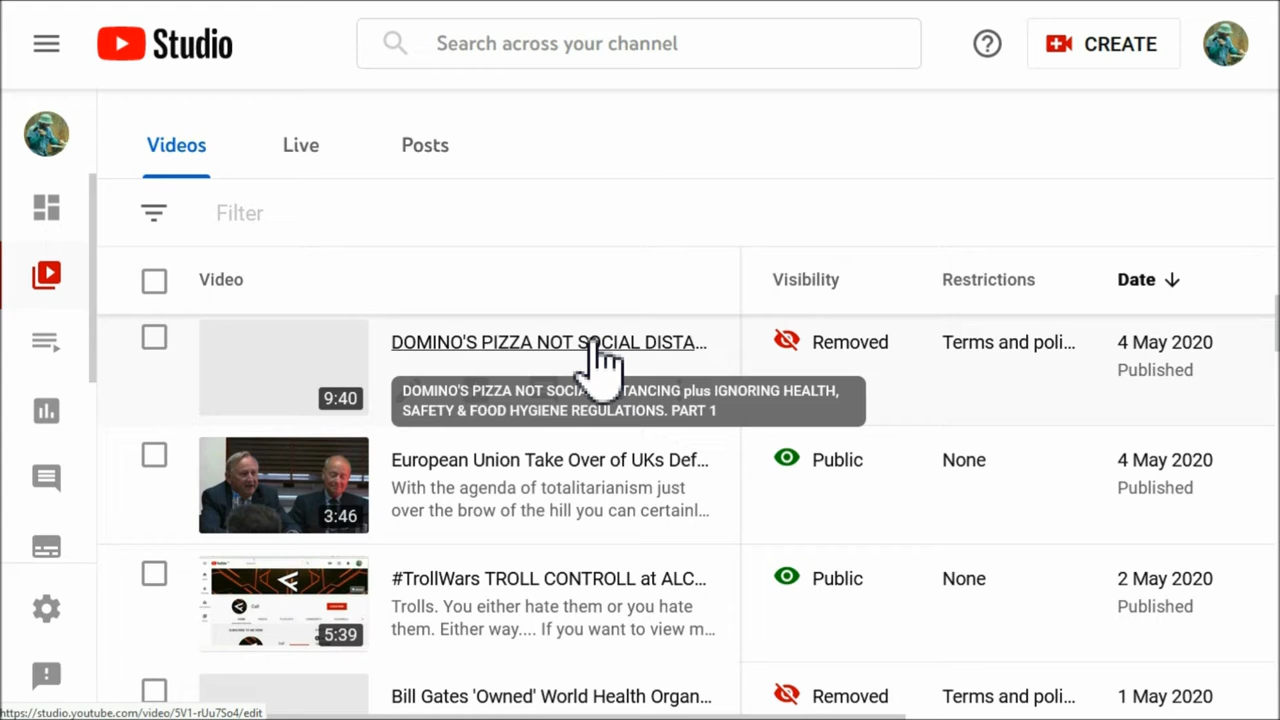 Studio
Search across your channel
CREATE
Videos Live Posts
Filter
Video Visibility Restrictions Date
DOMINO'S PIZZA NOT SOCIAL DISTA... Removed Terms and poli... 4 May 2020
9:40 Published
DOMINO'S PIZZA NOT SOCIA TANCING plus IGNORING HEALTH,
SAFETY & FOOD HYGIENE REGULATIONS. PART 1
European Union Take Over of UKs Def... Public None 4 May 2020
With the agenda of totalitarianism just Published
over the brow of the hill you can certainl...
3:46
#TrollWars TROLL CONTROLL at ALC... Public None 2 May 2020
Trolls. You either hate them or you hate Published
them. Either way.... If you want to view m...
5:39
Bill Gates 'Owned' World Health Organ... Removed Terms and poli... 1 May 2020
https://studio.youtube.com/video/5V1-rUu7So4/edit